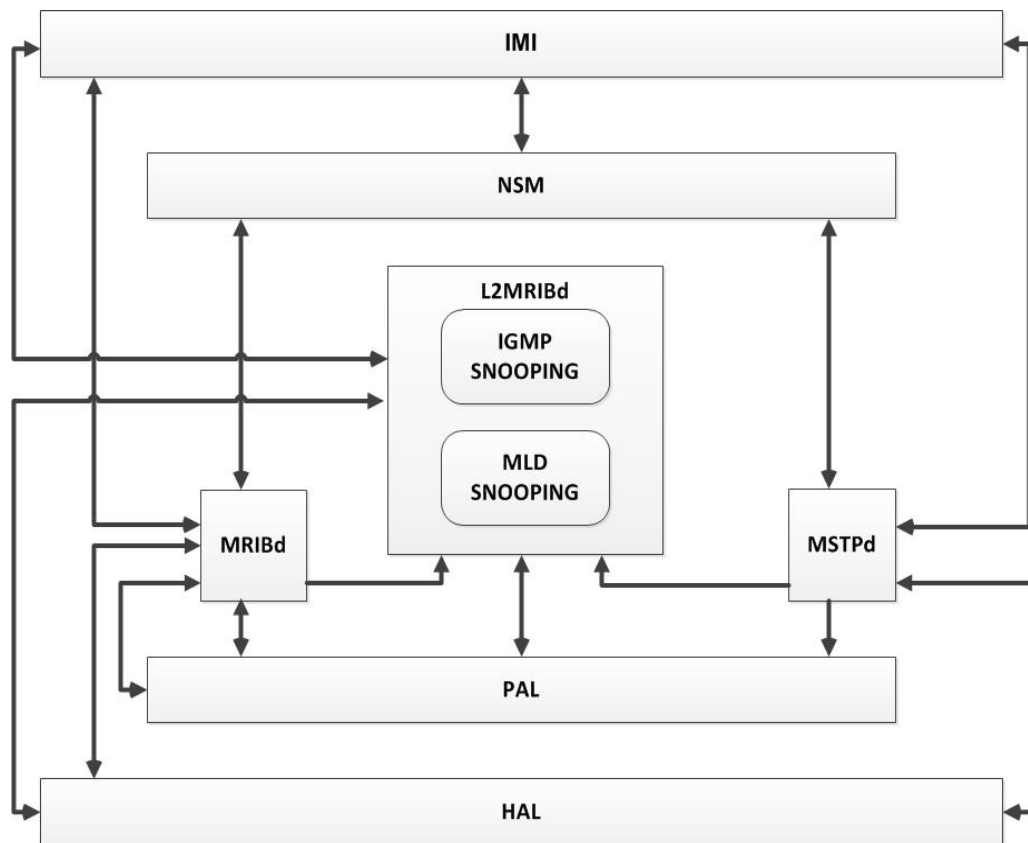 IMI
NSM
L2MRIBd
IGMP
SNOOPING
MLD
SNOOPING
MRIBd
MSTPd
PAL
HAL